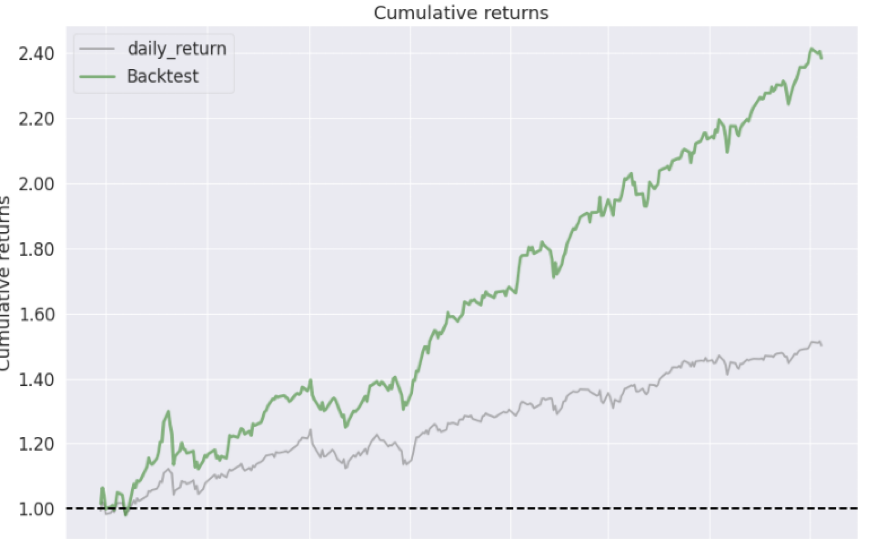 Cumulative returns
daily_return
Backtest
2.40
2.20
2.00
1.80
1.60
1.40
1.20
1.00
Cumulative returns